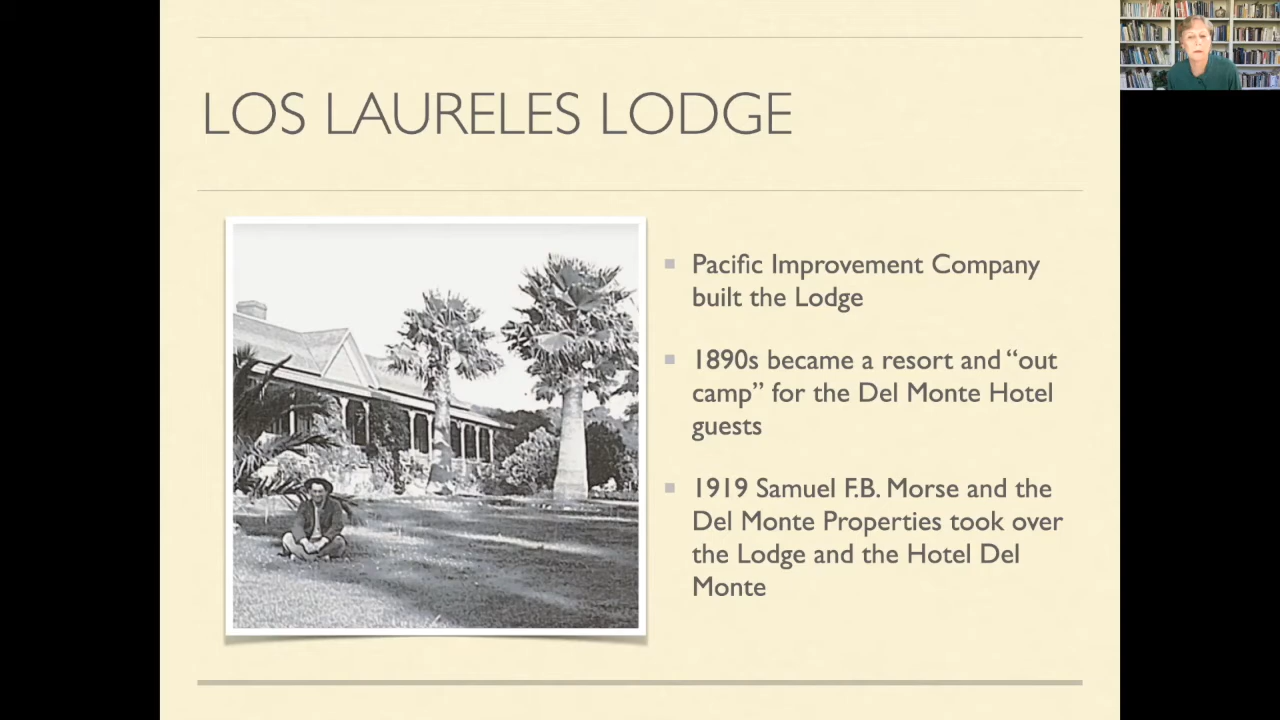 LOS LAURELES LODGE
Pacific Improvement Company
built the Lodge
1890s became a resort and “out
camp” for the Del Monte Hotel
guests
1919 Samuel F.B. Morse and the
Del Monte Properties took over
the Lodge and the Hotel Del
Monte